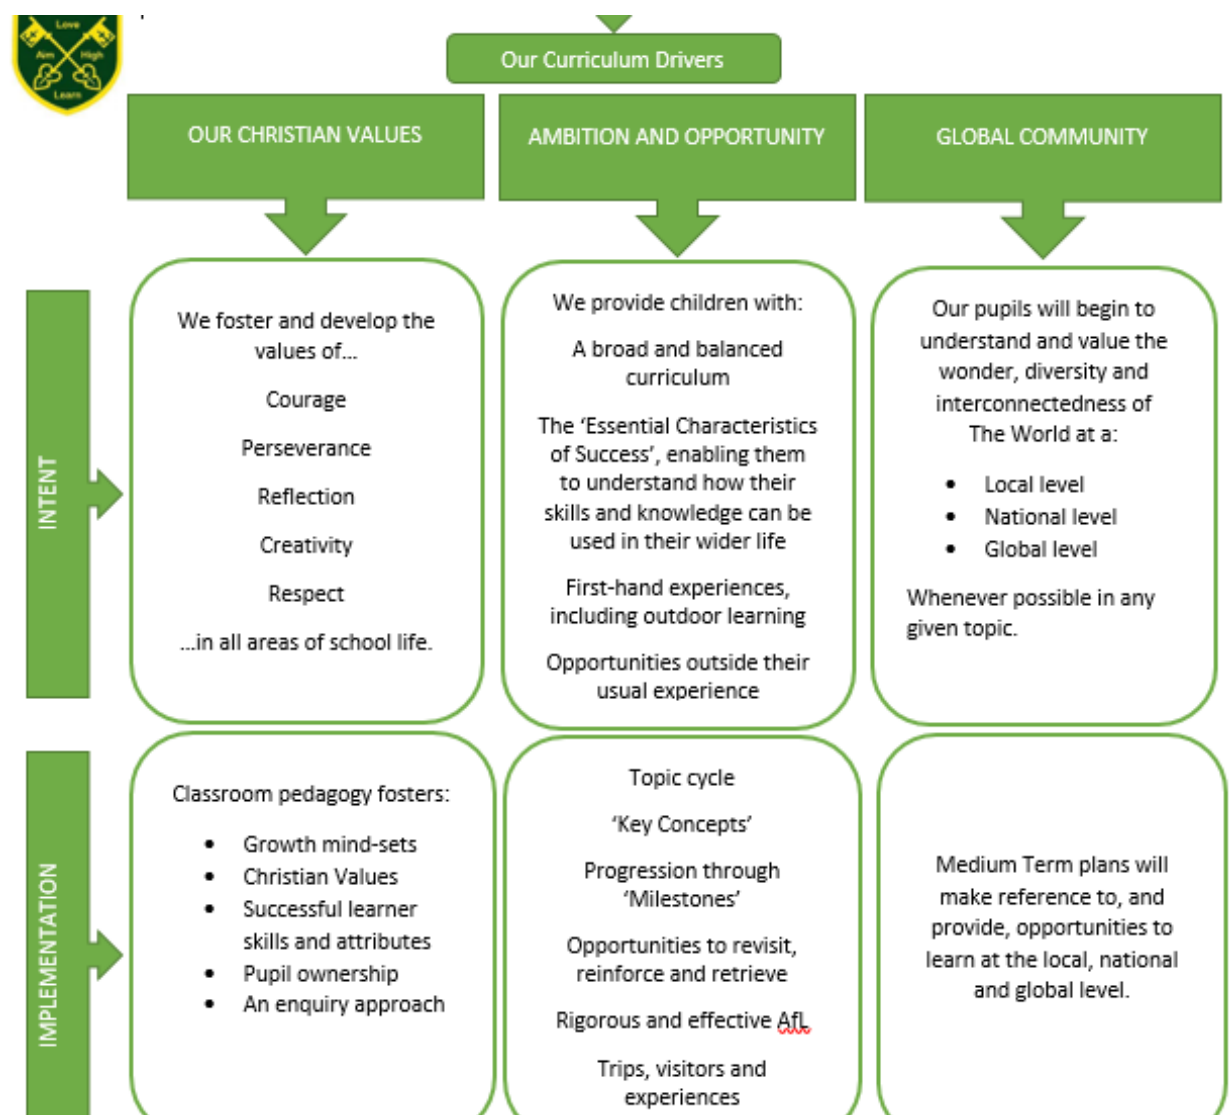 Love
Aim High
Learn
Our Curriculum Drivers
OUR CHRISTIAN VALUES
AMBITION AND OPPORTUNITY
GLOBAL COMMUNITY
INTENT
We foster and develop the
values of...
Courage
Perseverance
Reflection
Creativity
Respect
...in all areas of school life.
We provide children with:
A broad and balanced
curriculum
The ‘Essential Characteristics
of Success’, enabling them
to understand how their
skills and knowledge can be
used in their wider life
First-hand experiences,
including outdoor learning
Opportunities outside their
usual experience
Our pupils will begin to
understand and value the
wonder, diversity and
interconnectedness of
The World at a:
• Local level
• National level
• Global level
Whenever possible in any
given topic.
IMPLEMENTATION
Classroom pedagogy fosters:
• Growth mind-sets
• Christian Values
• Successful learner
skills and attributes
• Pupil ownership
• An enquiry approach
Topic cycle
‘Key Concepts’
Progression through
‘Milestones’
Opportunities to revisit,
reinforce and retrieve
Rigorous and effective AfL
Trips, visitors and
experiences
Medium Term plans will
make reference to, and
provide, opportunities to
learn at the local, national
and global level.